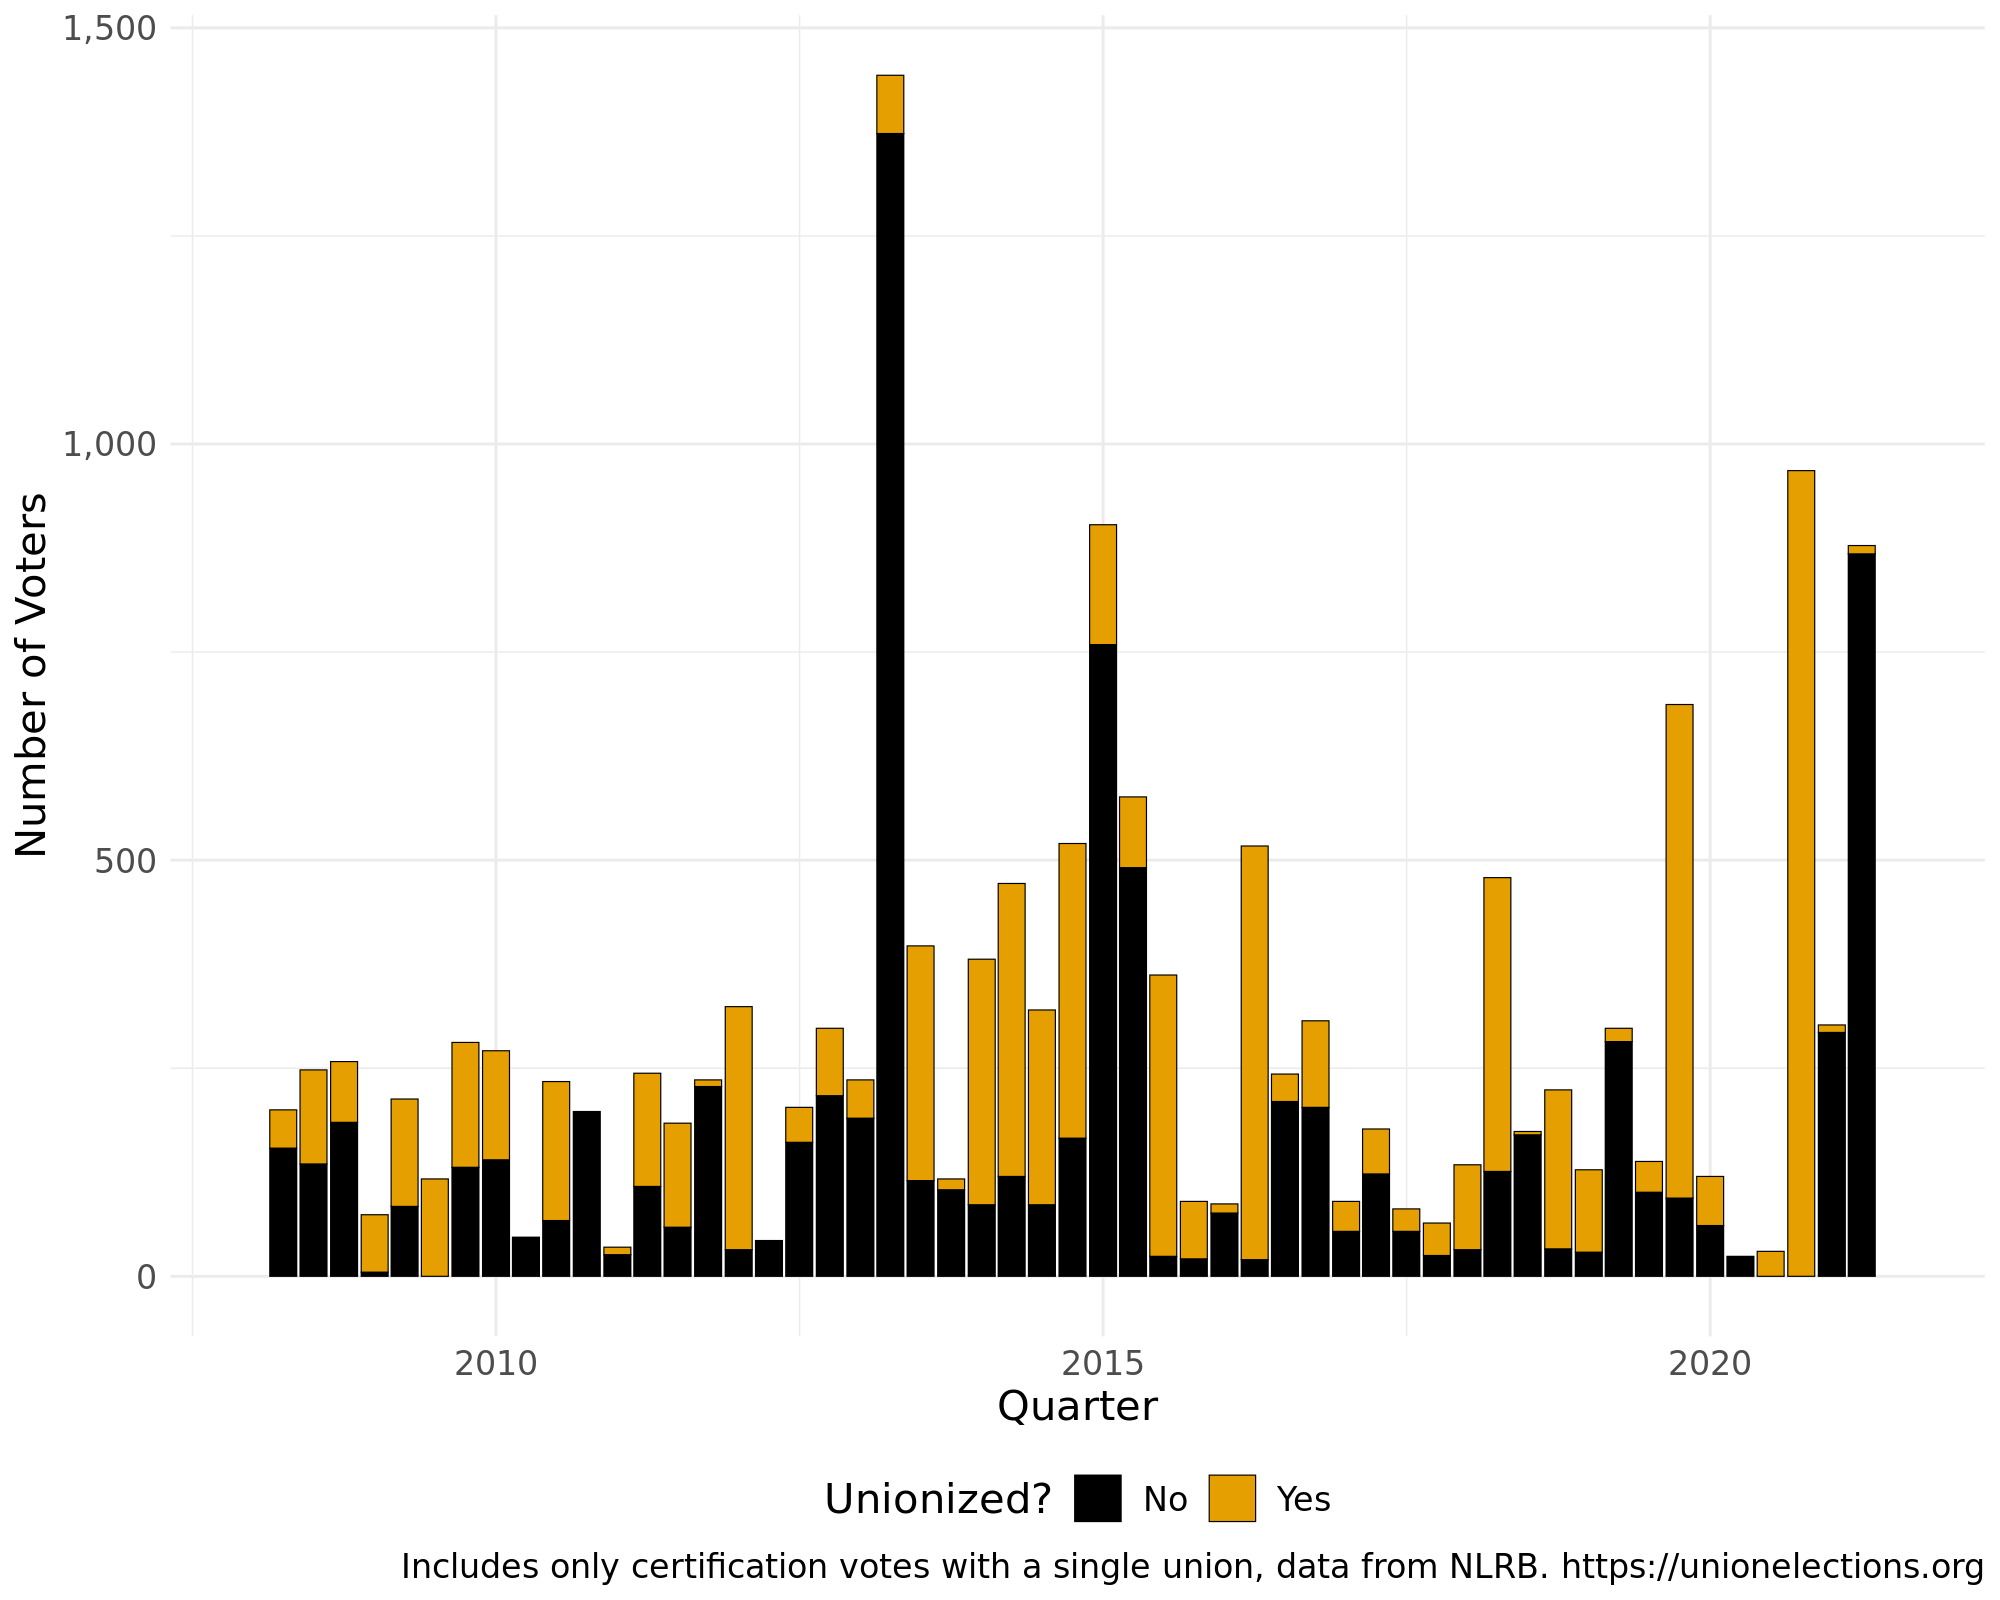 1,500
1,000
500
0
Number of Voters
2010 2015 2020
Quarter
Unionized? No Yes
Includes only certification votes with a single union, data from NLRB. https://unionelections.org